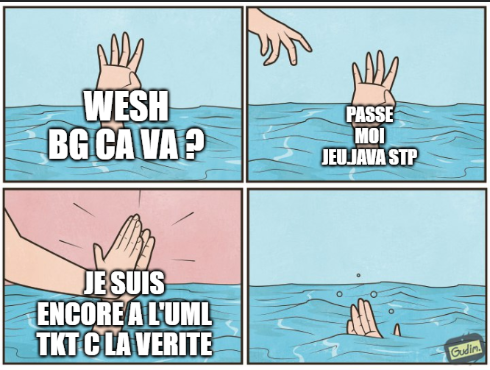 WESH
BG CA VA ?
PASSE
MOI
JEU.JAVA STP
JE SUIS
ENCORE A L'UML
TKT C LA VERITE
Gudim.